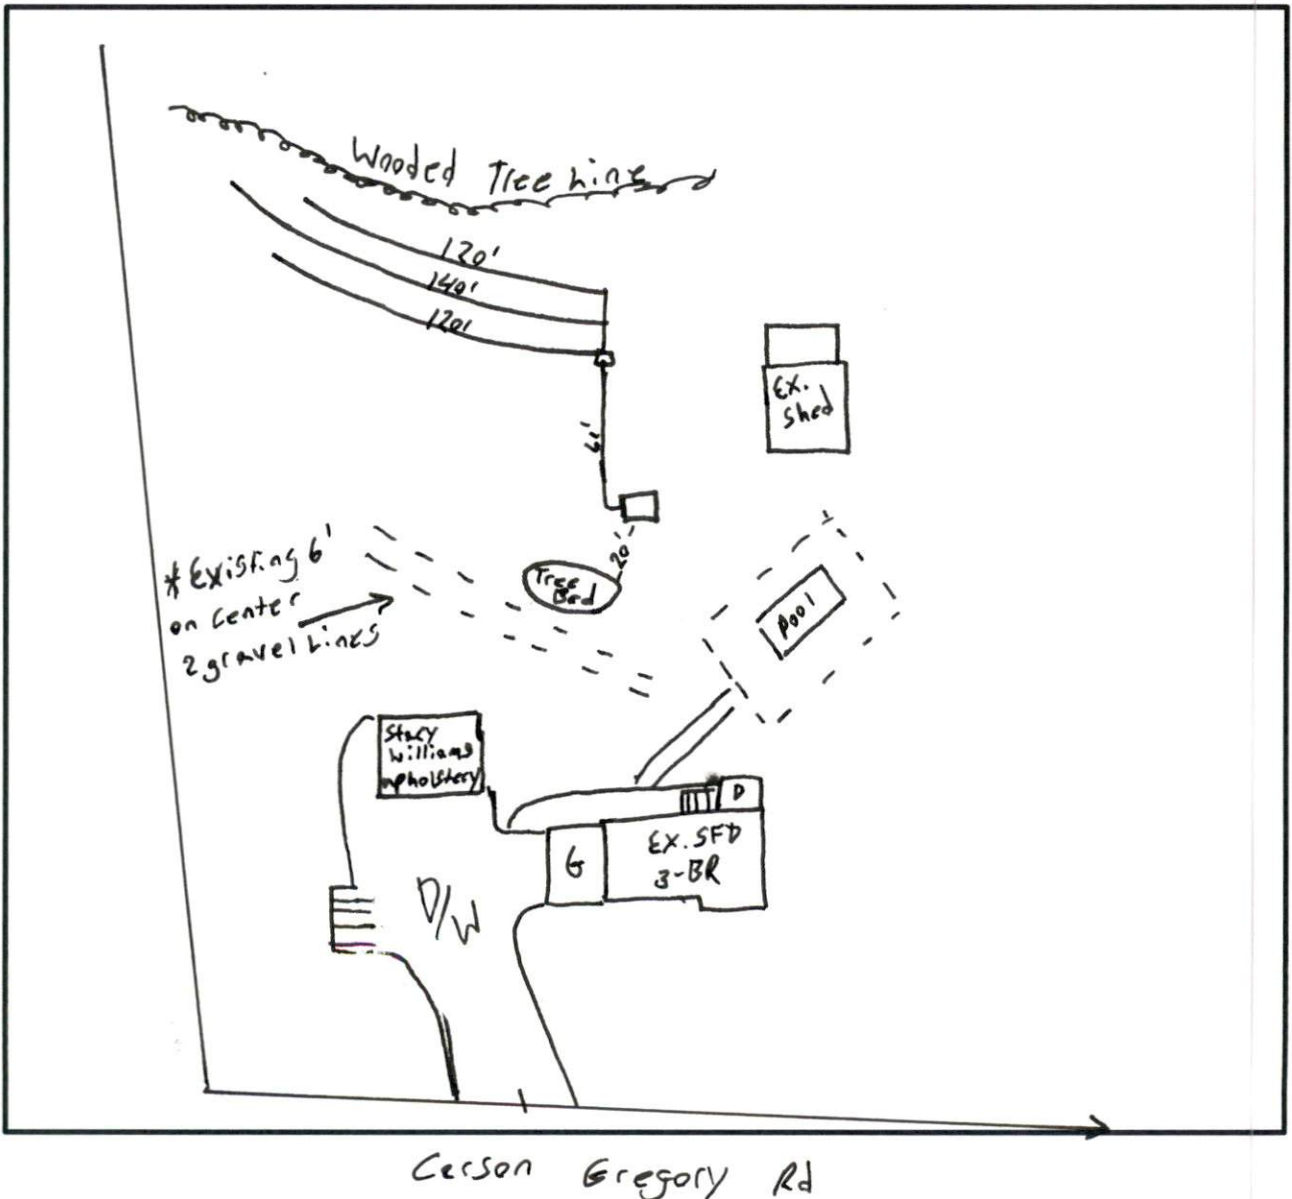 Wooded Tree Line
120'
140'
120'
61'
Ex.
Shed
20'
Tree
Bed
* Existing 6'
on center
2 gravel Lines
pool
Stacy
Williams
upholstery
D
G
EX. SFD
3-BR
D/W
Carson Gregory Rd